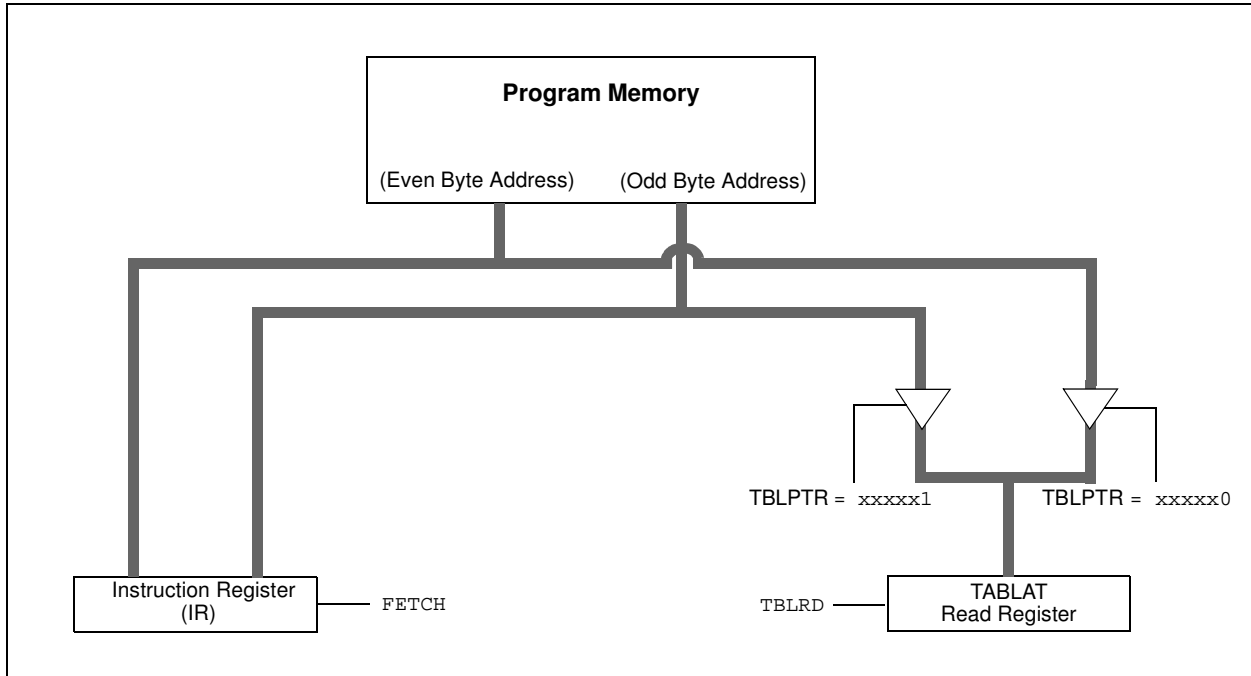 Program Memory
(Even Byte Address) (Odd Byte Address)
TBLPTR = xxxxx1 TBLPTR = xxxxx0
Instruction Register
(IR)
FETCH
TBLRD
TABLAT
Read Register